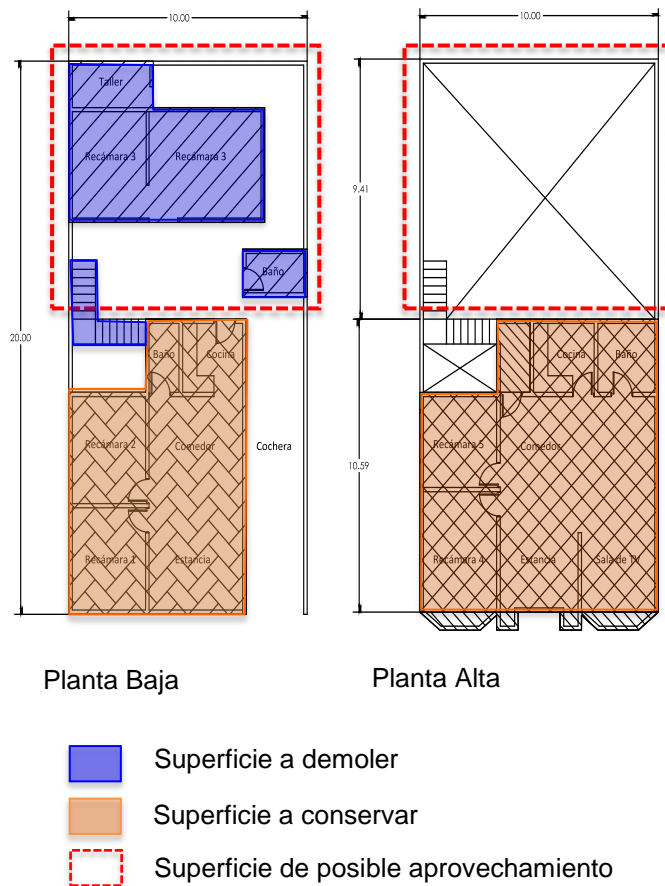 10.00
10.00
Taller
Recámara 3
Recámara 3
9.41
Baño
20.00
Baño
Cocina
Cocina
Baño
Recámara 2
Comedor
Cochera
Recámara 5
Comedor
10.59
Recámara 1
Estancia
Recámara 4
Estancia
Sala de TV
Planta Baja
Planta Alta
Superficie a demoler
Superficie a conservar
Superficie de posible aprovechamiento